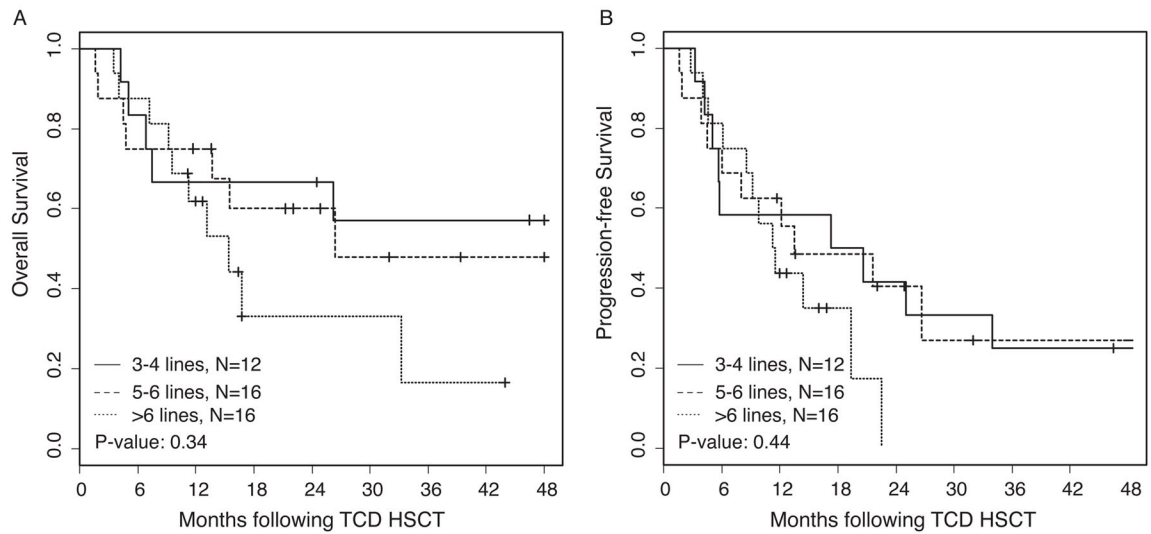 A
Overall Survival
1.0
0.8
0.6
0.4
0.2
0.0
3-4 lines, N=12
5-6 lines, N=16
>6 lines, N=16
P-value: 0.34
0 6 12 18 24 30 36 42 48
Months following TCD HSCT
B
Progression-free Survival
1.0
0.8
0.6
0.4
0.2
0.0
3-4 lines, N=12
5-6 lines, N=16
>6 lines, N=16
P-value: 0.44
0 6 12 18 24 30 36 42 48
Months following TCD HSCT